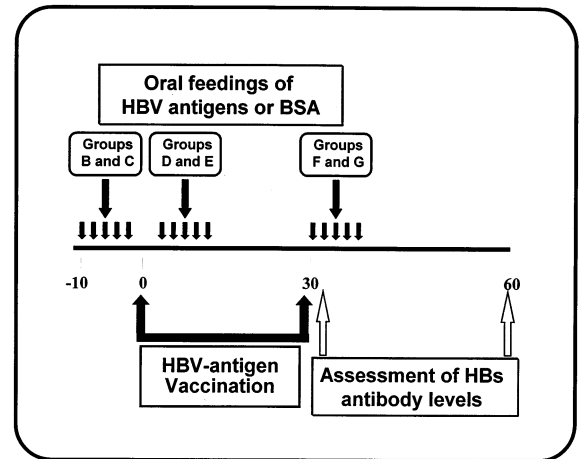 Oral feedings of
HBV antigens or BSA
Groups
B and C
Groups
D and E
Groups
F and G
-10
0
30
60
HBV-antigen
Vaccination
Assessment of HBs
antibody levels